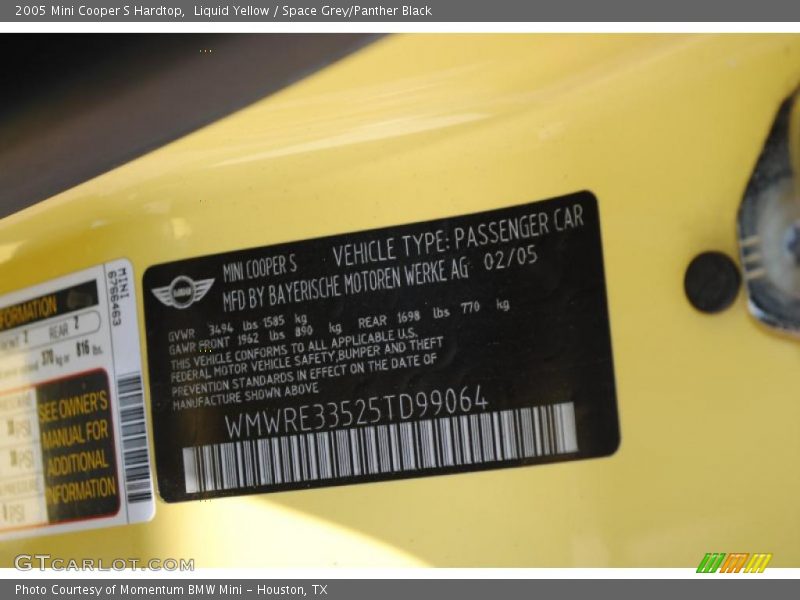 2005 Mini Cooper S Hardtop,  Liquid Yellow / Space Grey/Panther Black
MINI COOPER S VEHICLE TYPE: PASSENGER CAR
MFD BY BAYERISCHE MOTOREN WERKE AG 02/05
GVWR 3494 lbs 1585 kg
GAWR FRONT 1962 lbs 890 kg REAR 1698 lbs 770 kg
THIS VEHICLE CONFORMS TO ALL APPLICABLE U.S.
FEDERAL MOTOR VEHICLE SAFETY,BUMPER AND THEFT
PREVENTION STANDARDS IN EFFECT ON THE DATE OF
MANUFACTURE SHOWN ABOVE
WMWRE33525TD99064
MINI
6766463
REAR 2
370 kg or 816 lbs.
SEE OWNER'S
MANUAL FOR
ADDITIONAL
INFORMATION
PSI
PSI
PSI
GTcarlot.com
Photo Courtesy of Momentum BMW Mini - Houston, TX